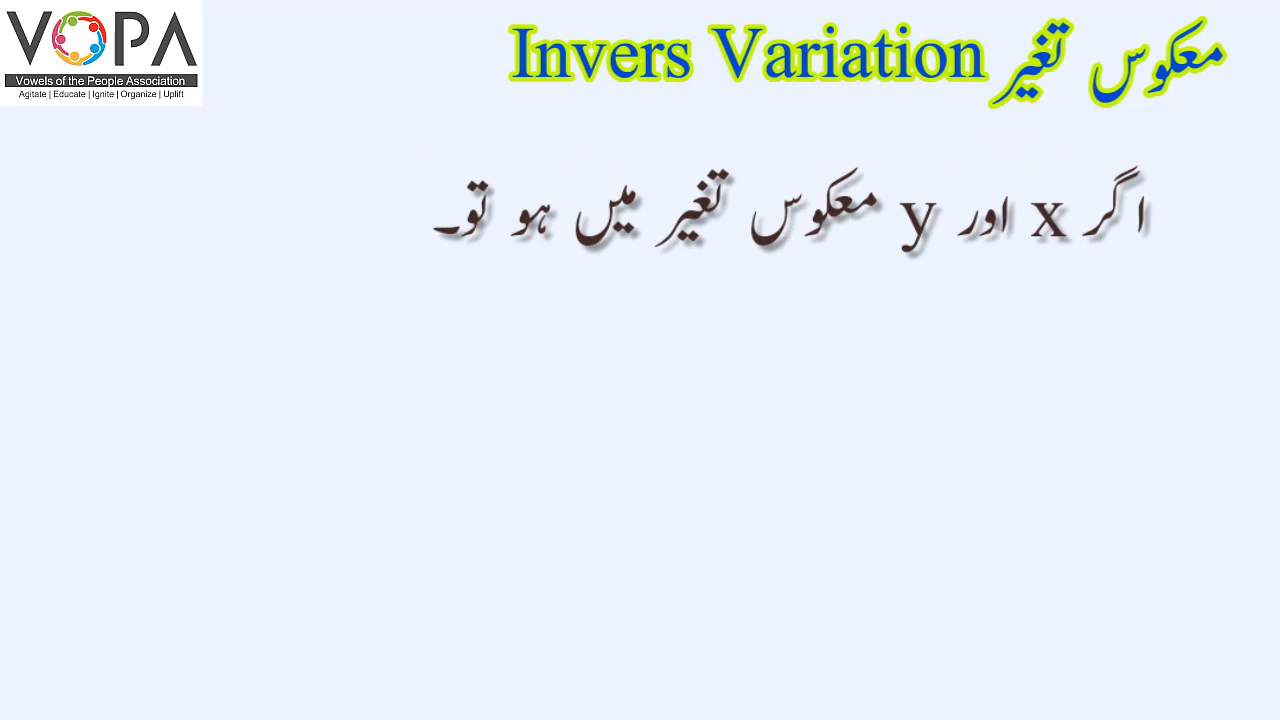 VOPA
Vowels of the People Association
Agitate | Educate | Ignite | Organize | Uplift
معکوس تغیر Invers Variation
اگر x اور y معکوس تغیر میں ہو تو۔